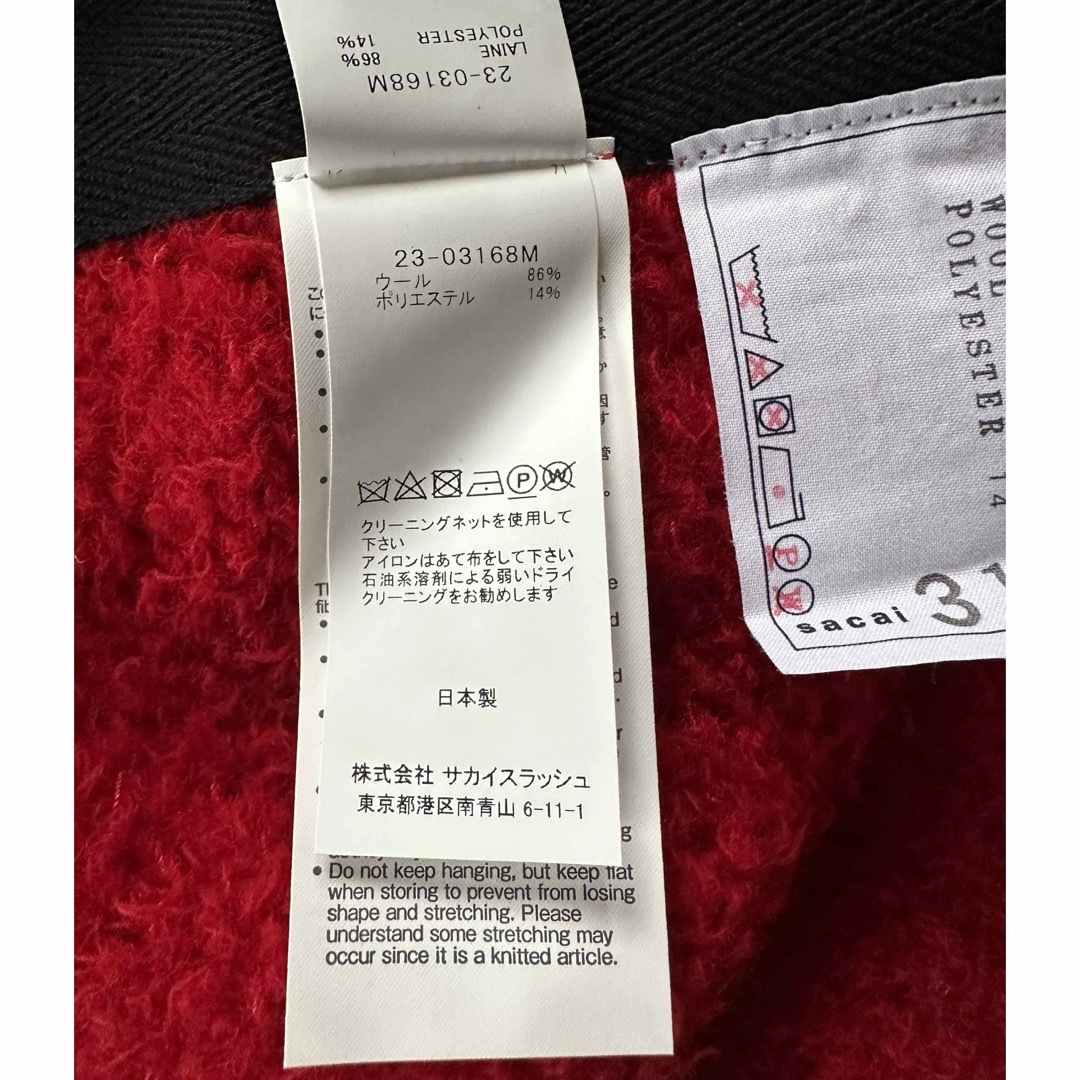 23-03168M
LAINE 86%
POLYESTER 14%
23-03168M
ウール 86%
ポリエステル 14%
クリーニングネットを使用して
下さい
アイロンはあて布をして下さい
石油系溶剤による弱いドライ
クリーニングをお勧めします
日本製
株式会社 サカイスラッシュ
東京都港区南青山 6-11-1
• Do not keep hanging, but keep flat
when storing to prevent from losing
shape and stretching. Please
understand some stretching may
occur since it is a knitted article.
WOOL
POLYESTER 14
sacai 3